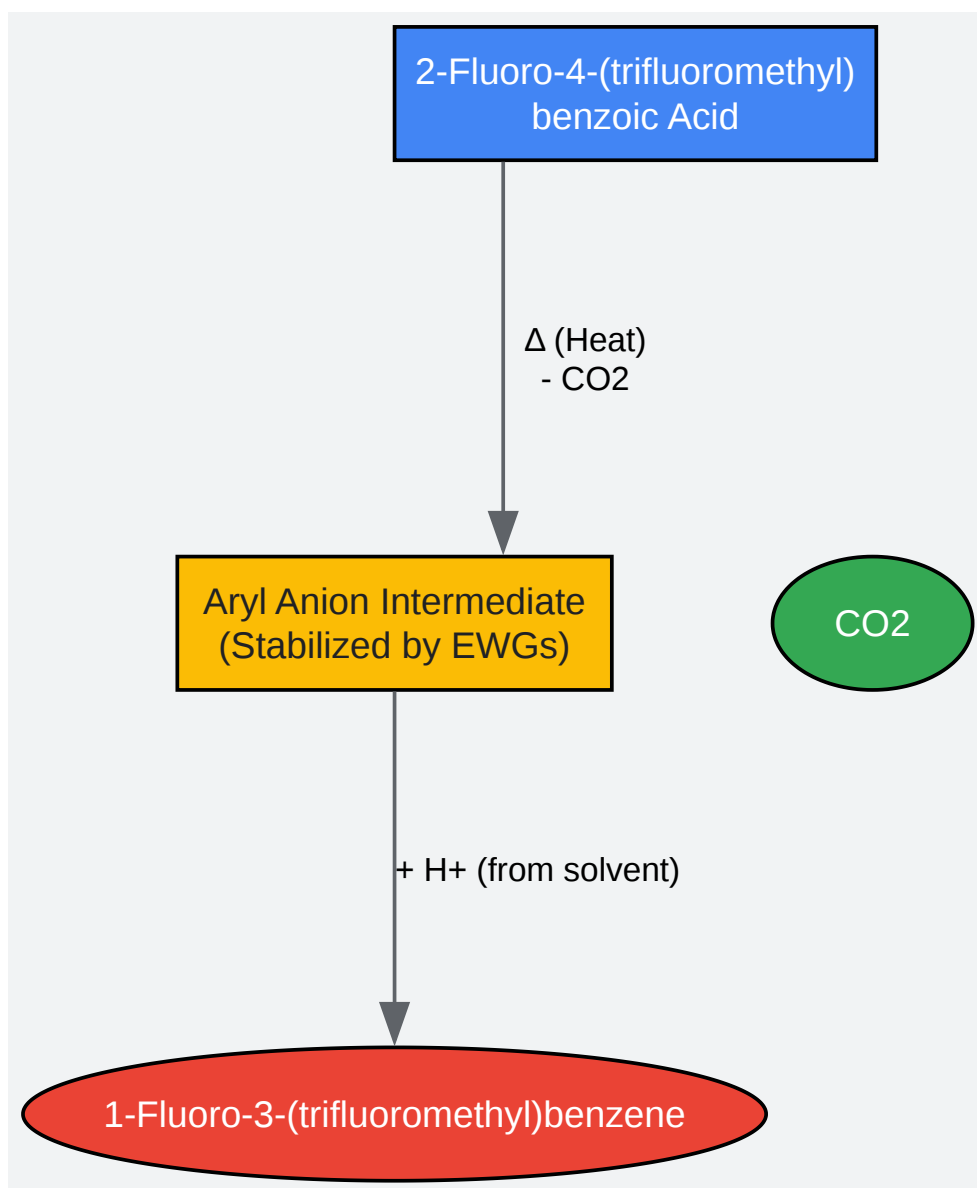 2-Fluoro-4-(trifluoromethyl)
benzoic Acid
Δ (Heat)
- CO2
Aryl Anion Intermediate
(Stabilized by EWGs)
CO2
+ H+ (from solvent)
1-Fluoro-3-(trifluoromethyl)benzene